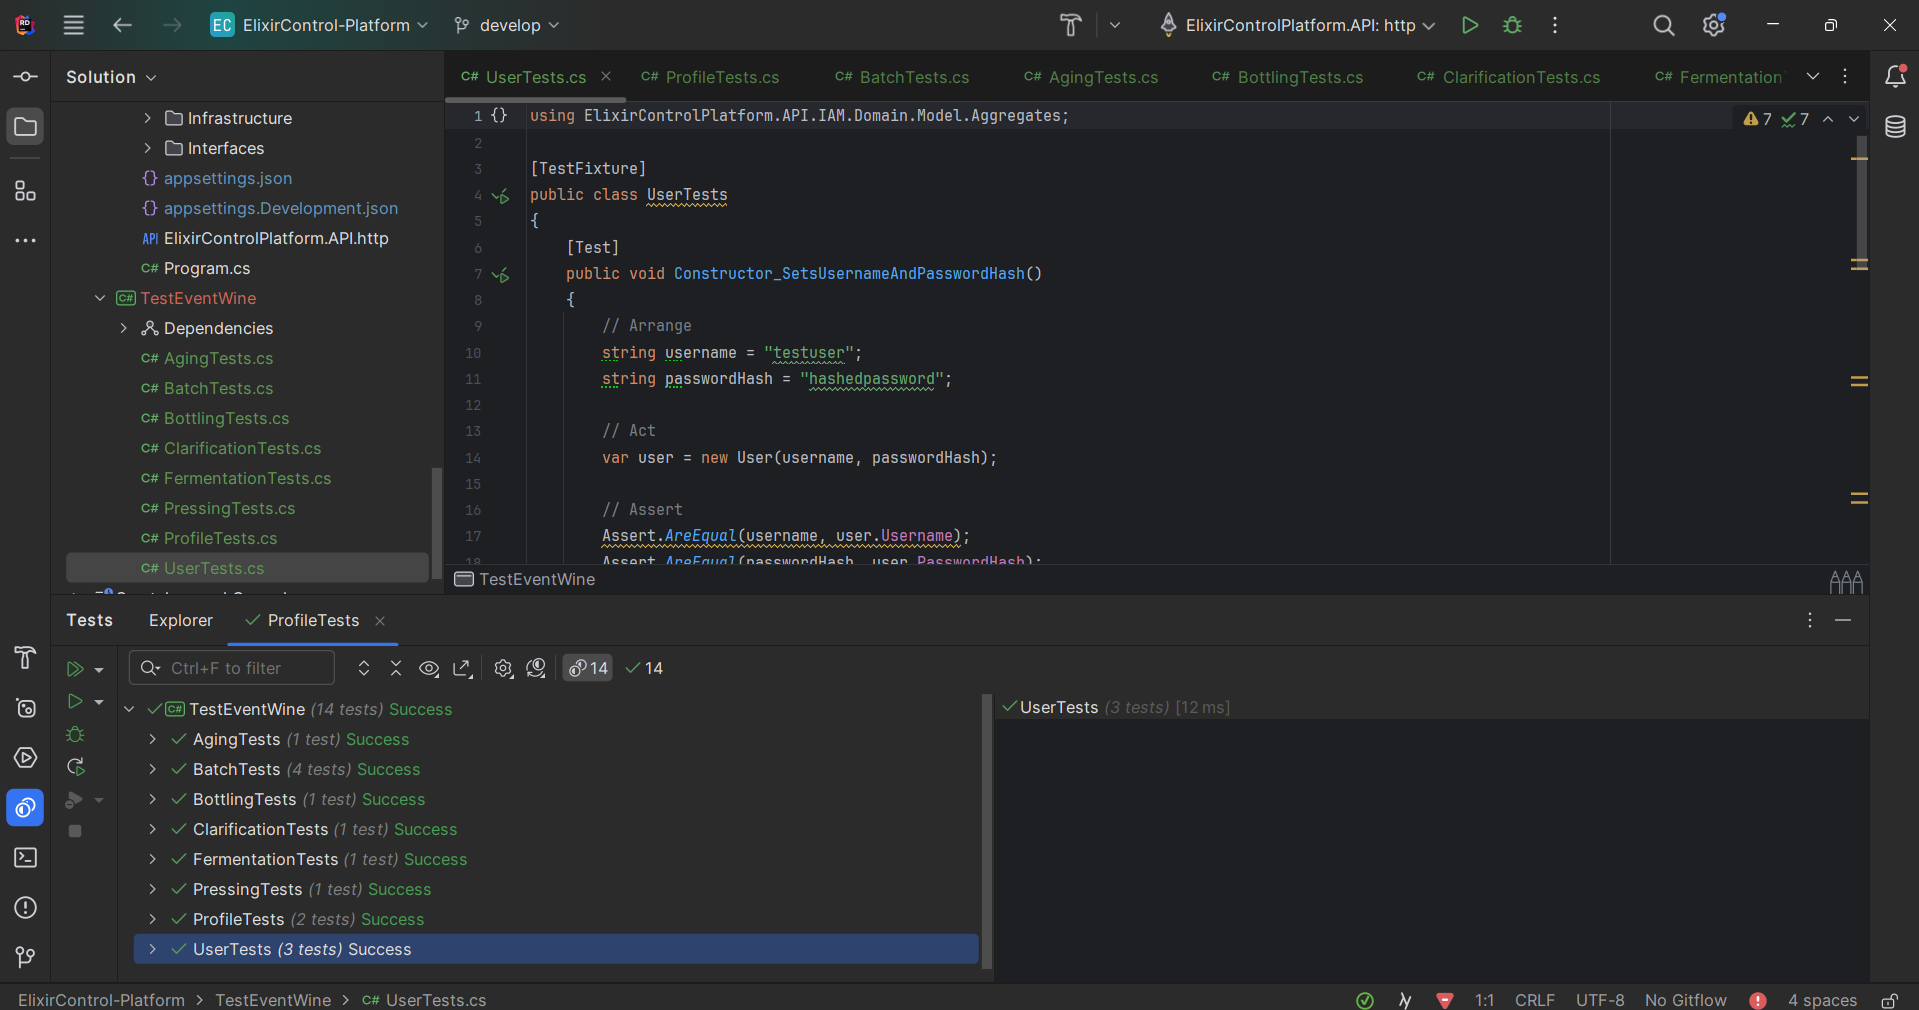 RD EC ElixirControl-Platform develop ElixirControlPlatform.API: http
Solution
Infrastructure
Interfaces
{} appsettings.json
{} appsettings.Development.json
API ElixirControlPlatform.API.http
C# Program.cs
C# TestEventWine
Dependencies
C# AgingTests.cs
C# BatchTests.cs
C# BottlingTests.cs
C# ClarificationTests.cs
C# FermentationTests.cs
C# PressingTests.cs
C# ProfileTests.cs
C# UserTests.cs
C# UserTests.cs C# ProfileTests.cs C# BatchTests.cs C# AgingTests.cs C# BottlingTests.cs C# ClarificationTests.cs C# Fermentation
7 7
1 {} using ElixirControlPlatform.API.IAM.Domain.Model.Aggregates;
2
3 [TestFixture]
4 public class UserTests
5 {
6 [Test]
7 public void Constructor_SetsUsernameAndPasswordHash()
8 {
9 // Arrange
10 string username = "testuser";
11 string passwordHash = "hashedpassword";
12
13 // Act
14 var user = new User(username, passwordHash);
15
16 // Assert
17 Assert.AreEqual(username, user.Username);
18 Assert.AreEqual(passwordHash, user.PasswordHash);
TestEventWine
Tests Explorer ProfileTests
Ctrl+F to filter 14 14
C# TestEventWine (14 tests) Success
AgingTests (1 test) Success
BatchTests (4 tests) Success
BottlingTests (1 test) Success
ClarificationTests (1 test) Success
FermentationTests (1 test) Success
PressingTests (1 test) Success
ProfileTests (2 tests) Success
UserTests (3 tests) Success
UserTests (3 tests) [12 ms]
ElixirControl-Platform > TestEventWine > C# UserTests.cs 1:1 CRLF UTF-8 No Gitflow 4 spaces